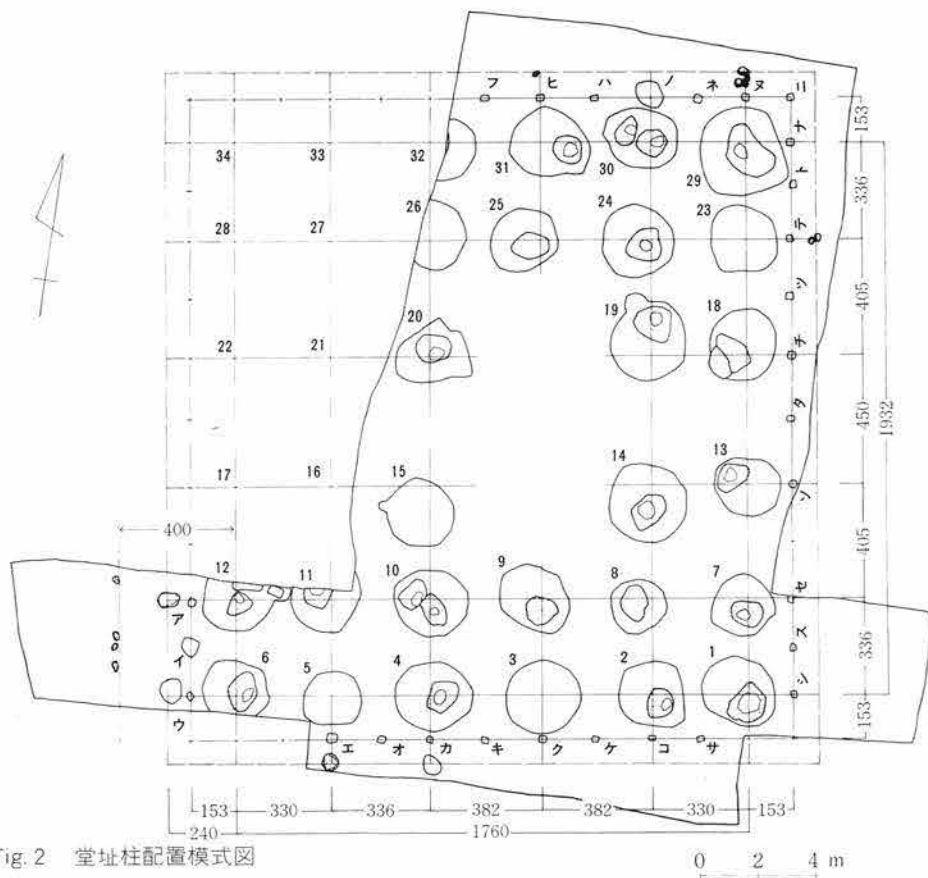 フ ヒ ハ ノ ネ ヌ ニ
ナ
153
34 33 32 31 30 29
ト
336
28 27 26 25 24 23
テ
ツ
405
22 21 20 19 18
チ
1932
450
タ
17 16 15 14 13
ソ
400
405
12 11 10 9 8 7
セ
ア
ス
336
イ
6 5 4 3 2 1
シ
ウ
153
エ オ カ キ ク ケ コ サ
153 330 336 382 382 330 153
240 1760
Fig. 2 堂址柱配置模式図
0 2 4 m